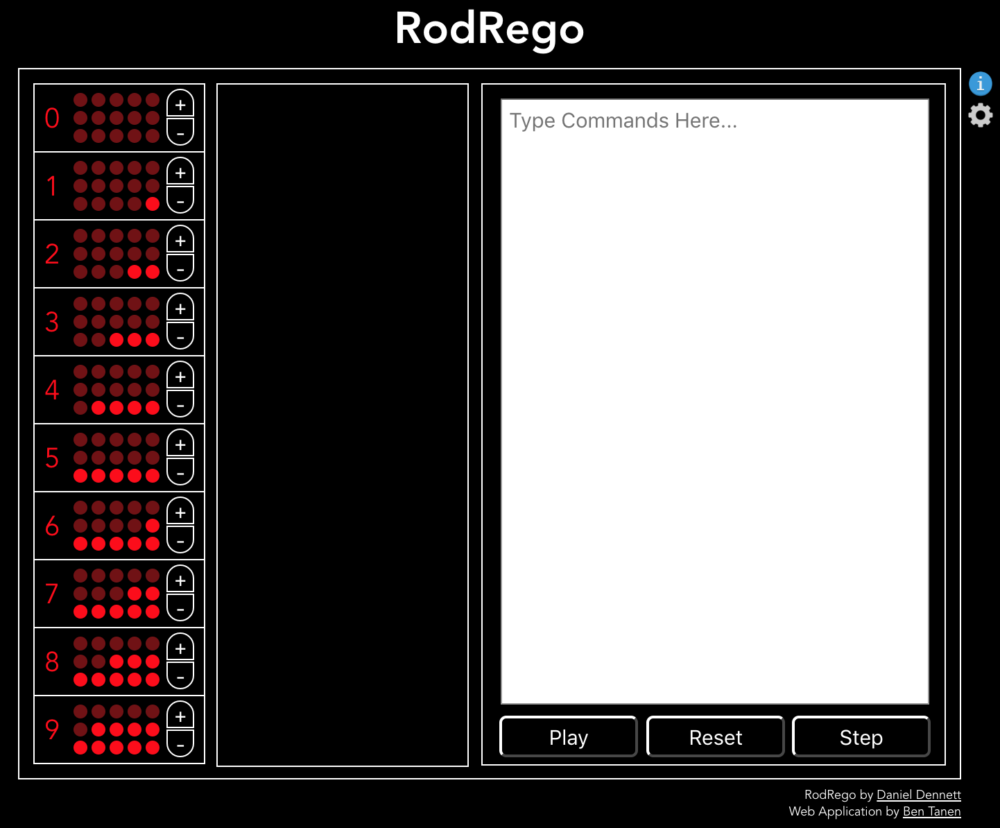 RodRego
0 + -
1 + -
2 + -
3 + -
4 + -
5 + -
6 + -
7 + -
8 + -
9 + -
Type Commands Here...
Play Reset Step
i
RodRego by Daniel Dennett
Web Application by Ben Tanen